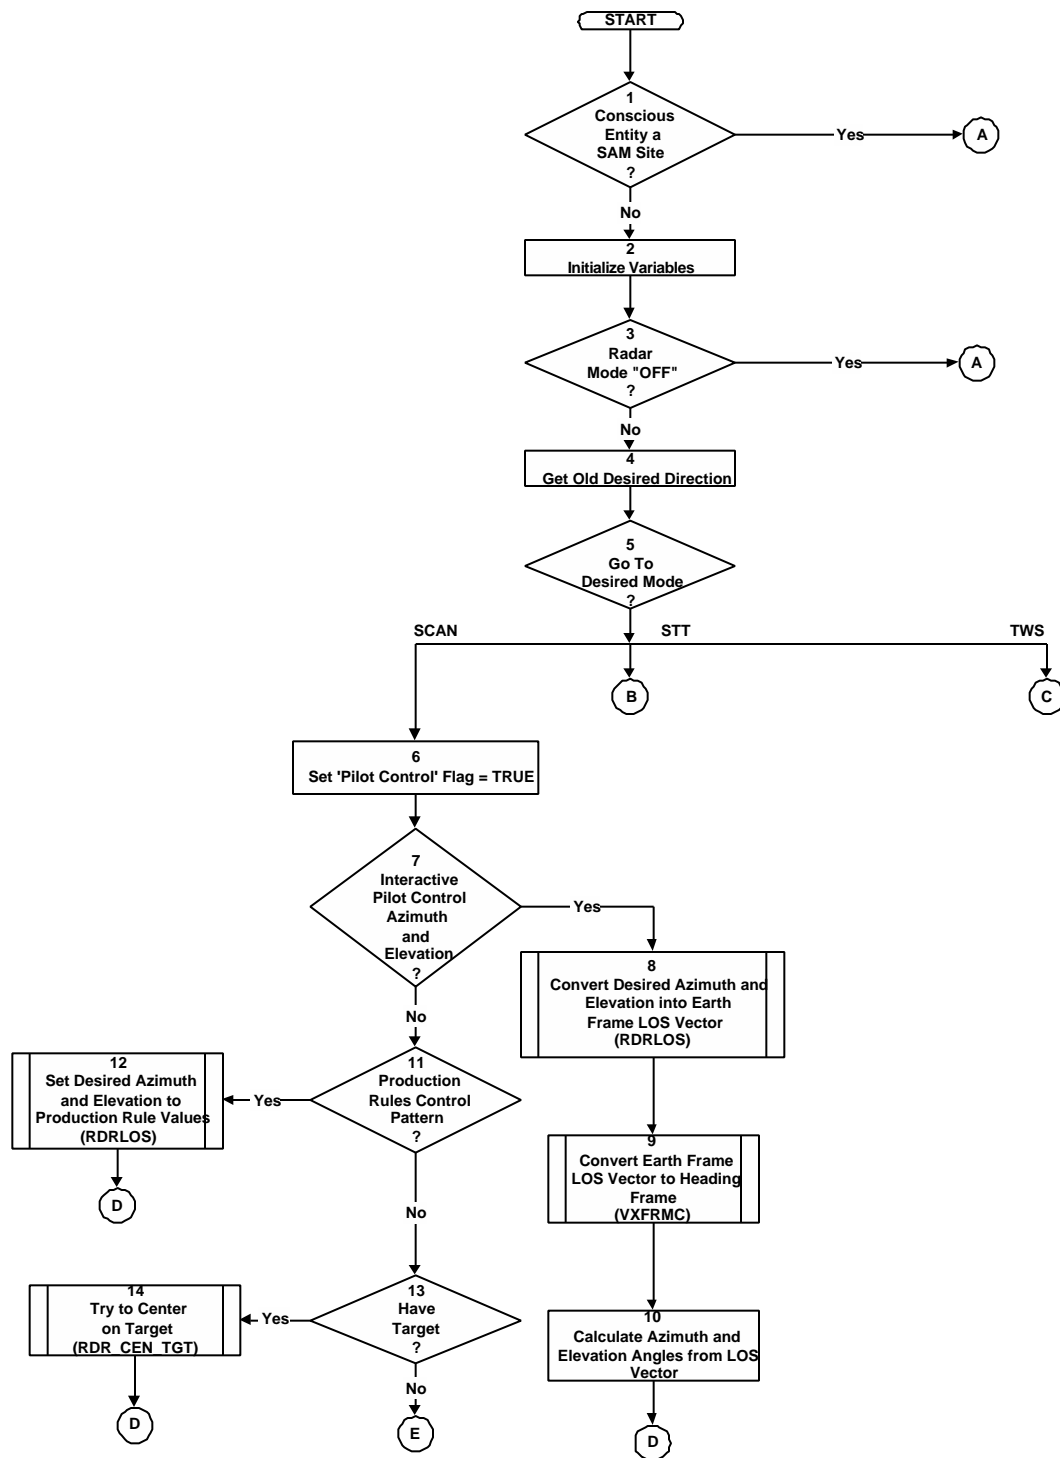 START
1
Conscious
Entity a
SAM Site
?
Yes
A
No
2
Initialize Variables
3
Radar
Mode "OFF"
?
Yes
A
No
4
Get Old Desired Direction
5
Go To
Desired Mode
?
SCAN
STT
TWS
B
C
6
Set 'Pilot Control' Flag = TRUE
7
Interactive
Pilot Control
Azimuth
and
Elevation
?
Yes
No
8
Convert Desired Azimuth and
Elevation into Earth
Frame LOS Vector
(RDRLOS)
12
Set Desired Azimuth
and Elevation to
Production Rule Values
(RDRLOS)
Yes
11
Production
Rules Control
Pattern
?
D
No
9
Convert Earth Frame
LOS Vector to Heading
Frame
(VXFRMC)
14
Try to Center
on Target
(RDR_CEN_TGT)
Yes
13
Have
Target
?
10
Calculate Azimuth and
Elevation Angles from LOS
Vector
No
D
E
D